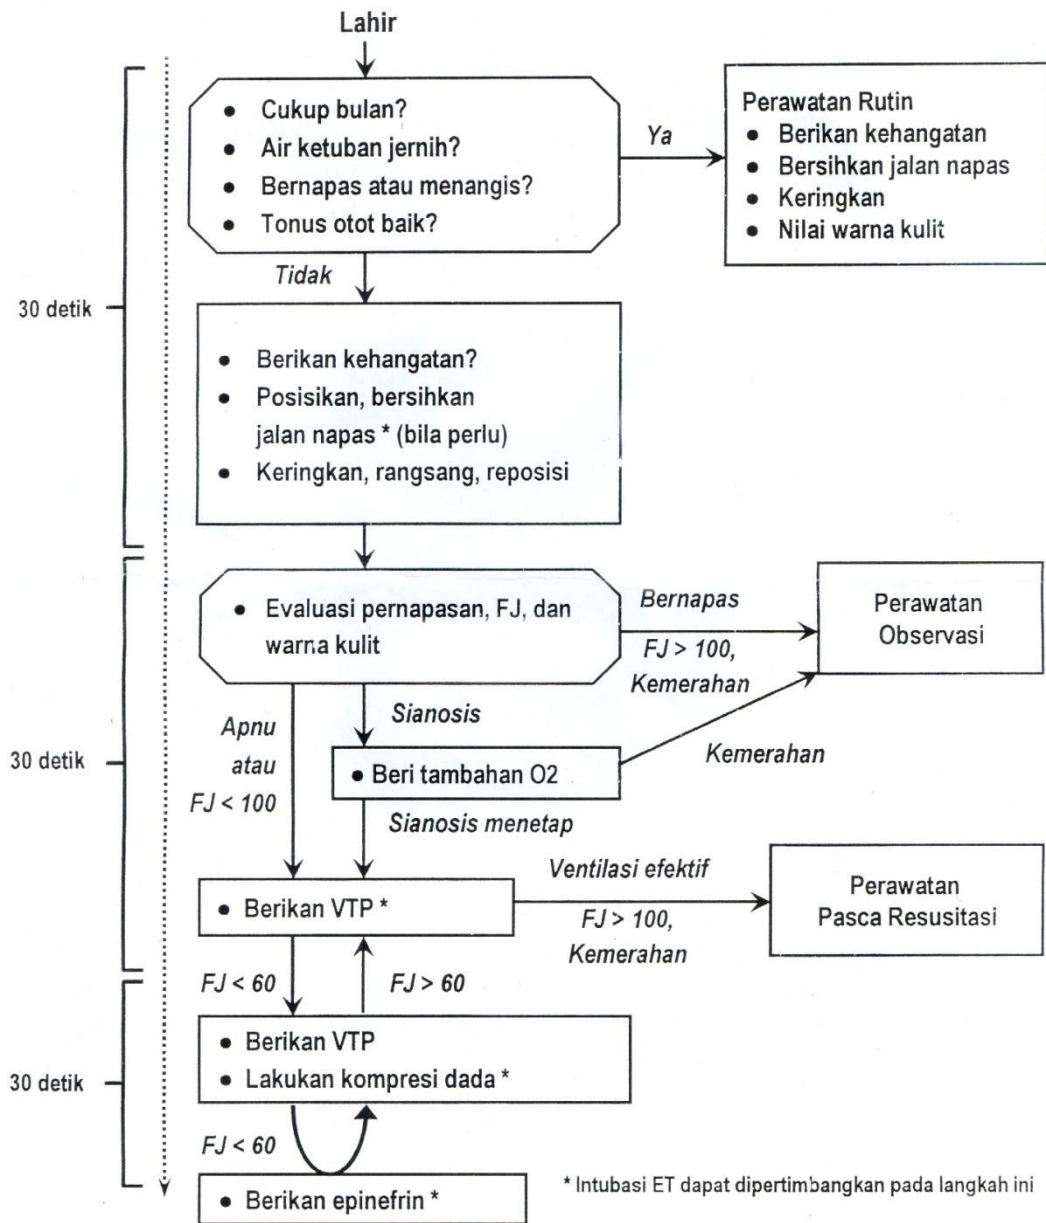 Lahir
• Cukup bulan?
• Air ketuban jernih?
• Bernapas atau menangis?
• Tonus otot baik?
Ya
Perawatan Rutin
• Berikan kehangatan
• Bersihkan jalan napas
• Keringkan
• Nilai warna kulit
Tidak
30 detik
• Berikan kehangatan?
• Posisikan, bersihkan
jalan napas * (bila perlu)
• Keringkan, rangsang, reposisi
• Evaluasi pernapasan, FJ, dan
warna kulit
Bernapas
FJ > 100,
Kemerahan
Perawatan
Observasi
30 detik
Apnu
atau
FJ < 100
Sianosis
• Beri tambahan O2
Kemerahan
Sianosis menetap
• Berikan VTP *
Ventilasi efektif
FJ > 100,
Kemerahan
Perawatan
Pasca Resusitasi
FJ < 60
FJ > 60
30 detik
• Berikan VTP
• Lakukan kompresi dada *
FJ < 60
• Berikan epinefrin *
* Intubasi ET dapat dipertimbangkan pada langkah ini